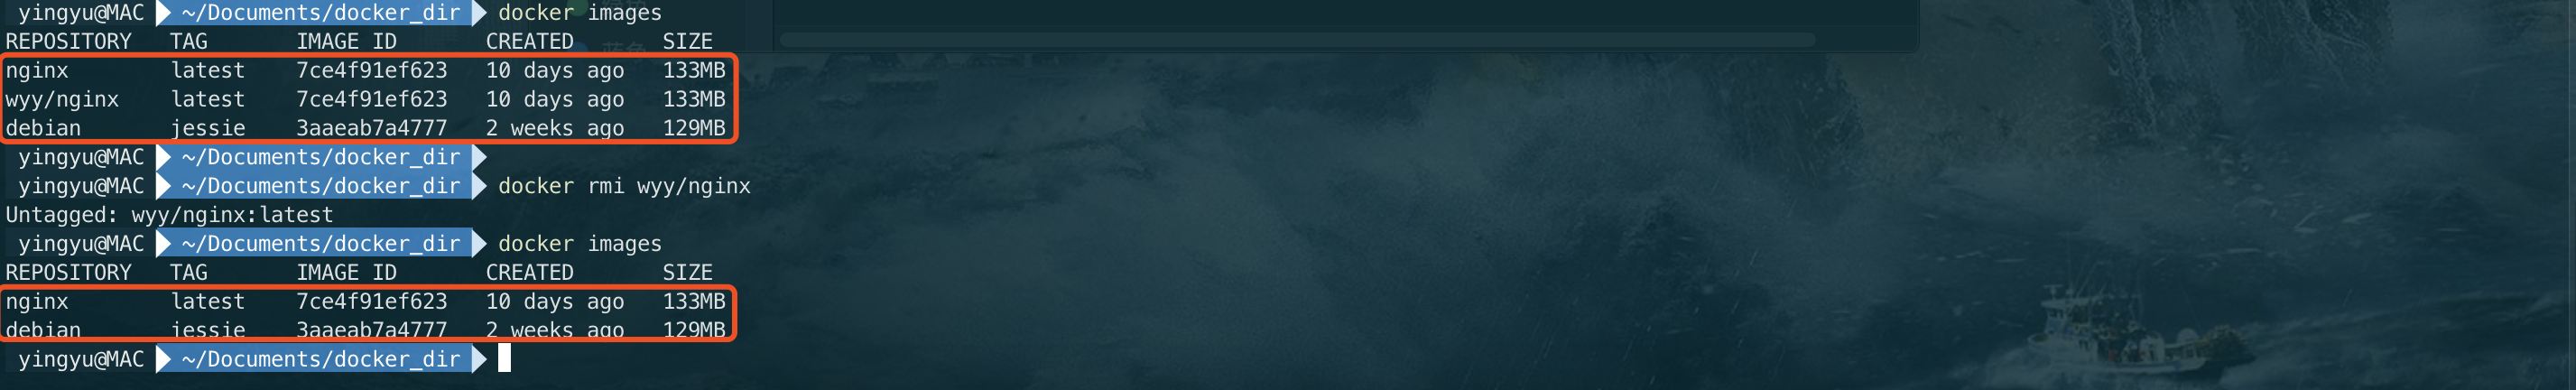 yingyu@MAC ~/Documents/docker_dir docker images
REPOSITORY TAG IMAGE ID CREATED SIZE
nginx latest 7ce4f91ef623 10 days ago 133MB
wyy/nginx latest 7ce4f91ef623 10 days ago 133MB
debian jessie 3aaeab7a4777 2 weeks ago 129MB
yingyu@MAC ~/Documents/docker_dir
yingyu@MAC ~/Documents/docker_dir docker rmi wyy/nginx
Untagged: wyy/nginx:latest
yingyu@MAC ~/Documents/docker_dir docker images
REPOSITORY TAG IMAGE ID CREATED SIZE
nginx latest 7ce4f91ef623 10 days ago 133MB
debian jessie 3aaeab7a4777 2 weeks ago 129MB
yingyu@MAC ~/Documents/docker_dir